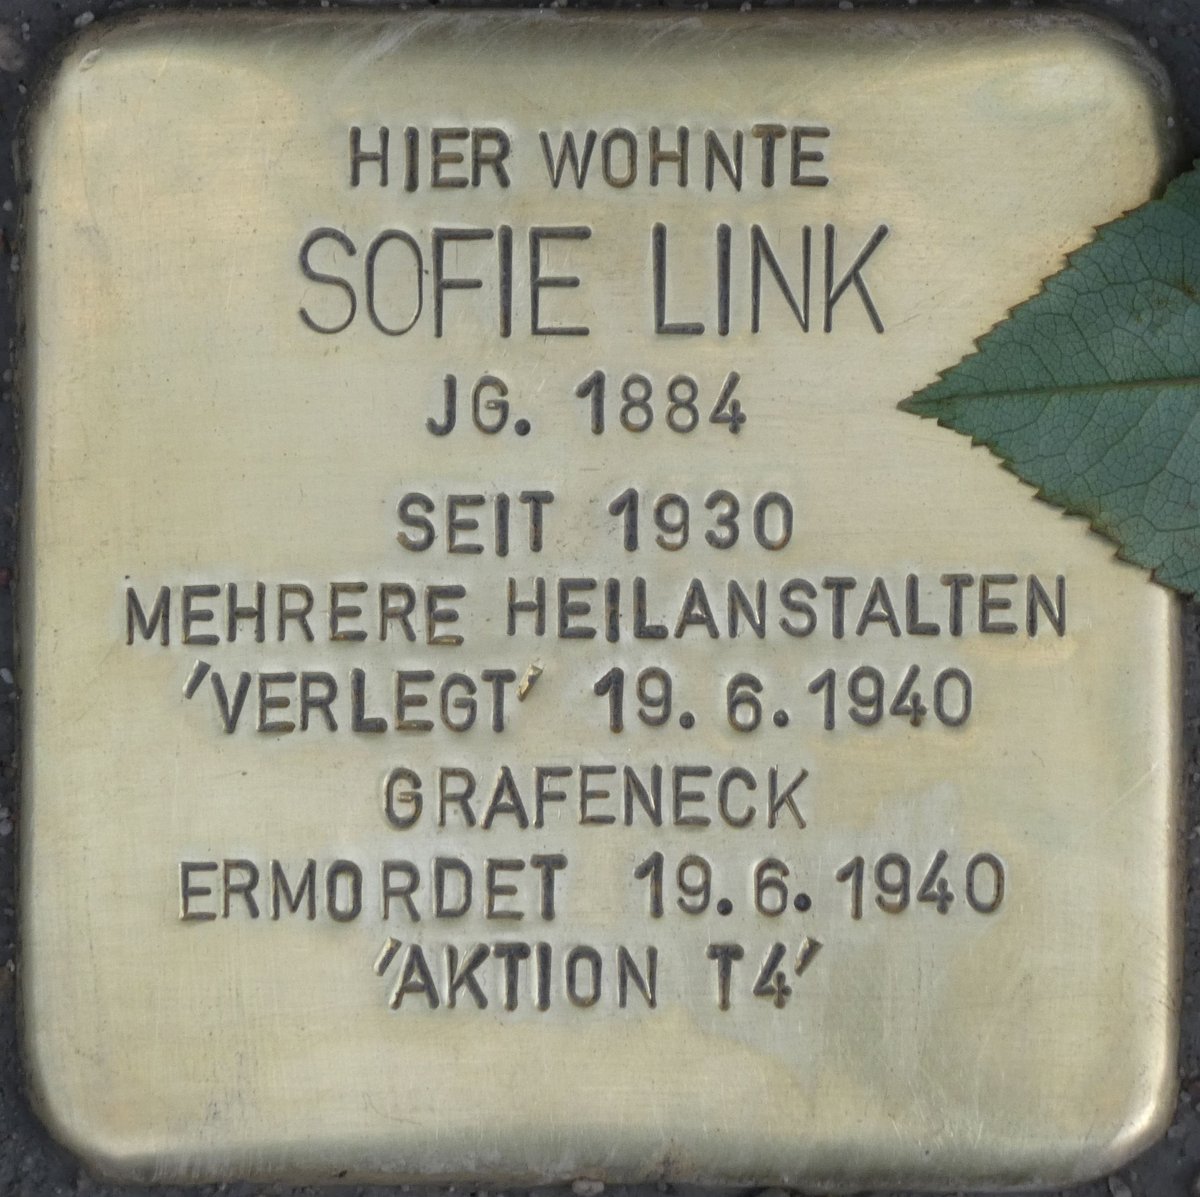 HIER WOHNTE
SOFIE LINK
JG. 1884
SEIT 1930
MEHRERE HEILANSTALTEN
'VERLEGT' 19.6.1940
GRAFENECK
ERMORDET 19.6.1940
'AKTION T4'